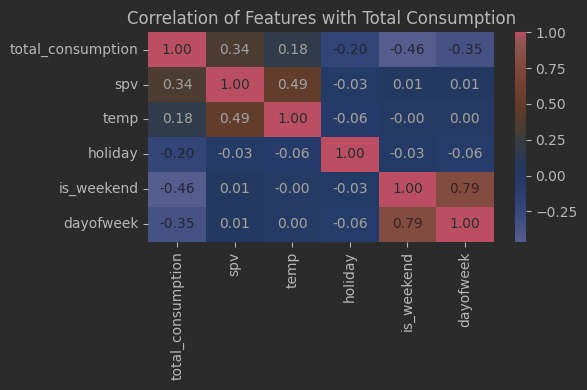 Correlation of Features with Total Consumption
total_consumption 1.00 0.34 0.18 -0.20 -0.46 -0.35
spv 0.34 1.00 0.49 -0.03 0.01 0.01
temp 0.18 0.49 1.00 -0.06 -0.00 0.00
holiday -0.20 -0.03 -0.06 1.00 -0.03 -0.06
is_weekend -0.46 0.01 -0.00 -0.03 1.00 0.79
dayofweek -0.35 0.01 0.00 -0.06 0.79 1.00
total_consumption
spv
temp
holiday
is_weekend
dayofweek
1.00
0.75
0.50
0.25
0.00
−0.25